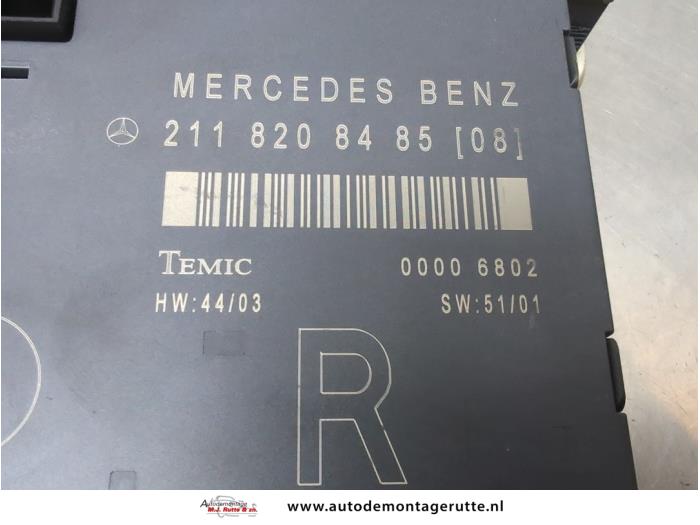 MERCEDES BENZ
211 820 84 85 [08]
TEMIC 0000 6802
HW:44/03 SW:51/01
R
Autodemontage
M.J. Rutte & zn.
www.autodemontagerutte.nl